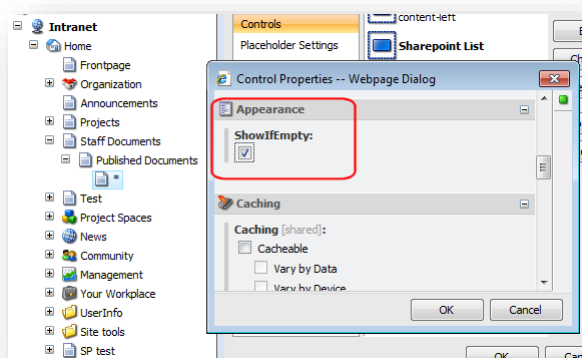 Intranet
Home
Frontpage
Organization
Announcements
Projects
Staff Documents
Published Documents
*
Test
Project Spaces
News
Community
Management
Your Workplace
UserInfo
Site tools
SP test
Controls
Placeholder Settings
content-left
Sharepoint List
Control Properties -- Webpage Dialog
Appearance
ShowIfEmpty:
Caching
Caching [shared]:
Cacheable
Vary by Data
Vary by Device
OK Cancel
OK